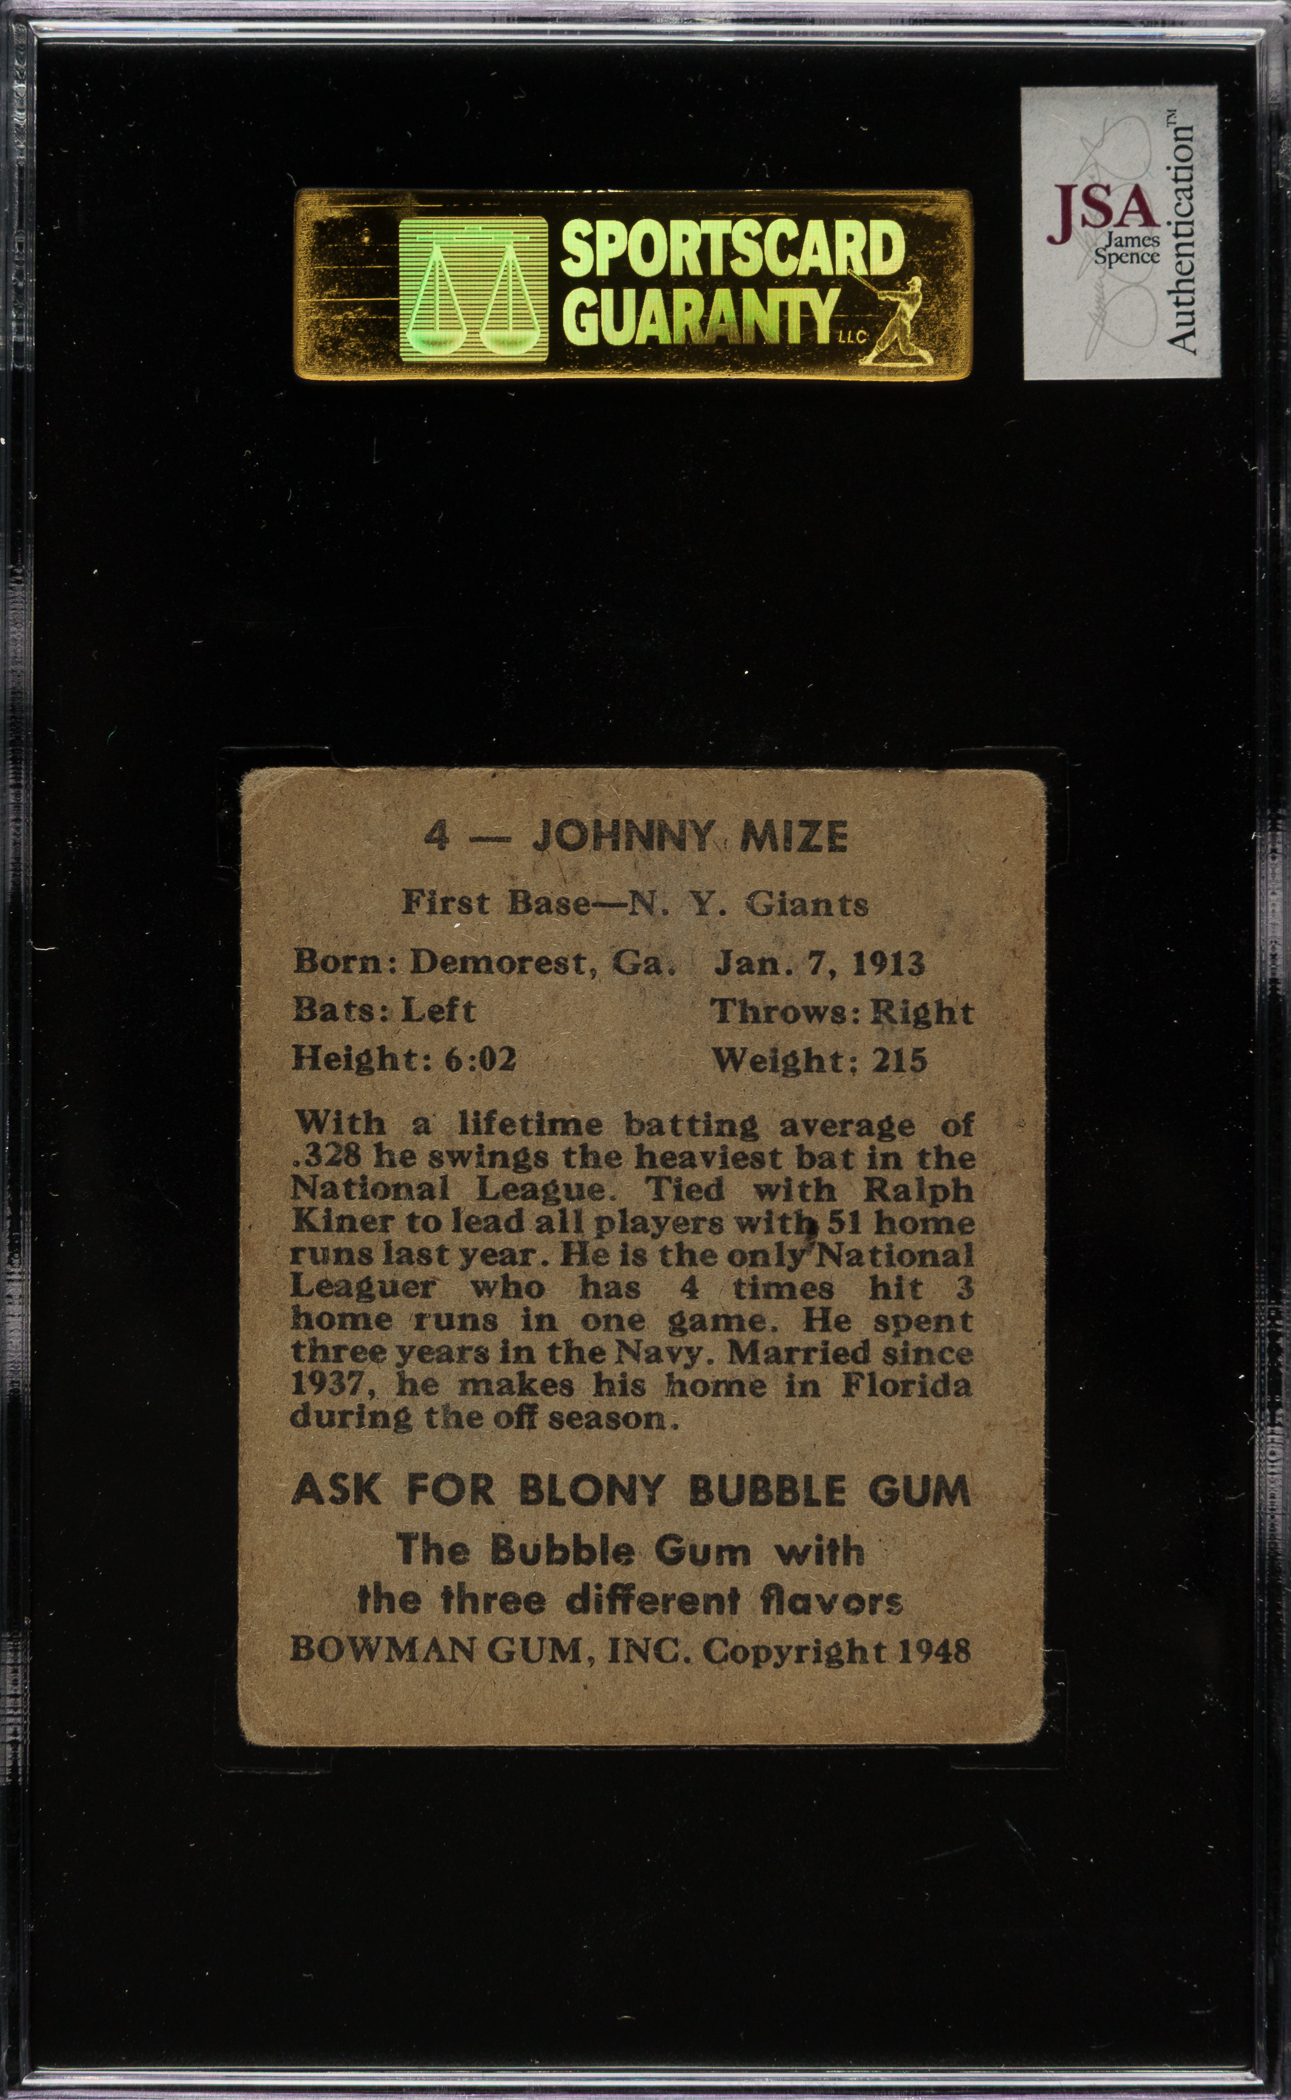 SPORTSCARD
GUARANTY
LLC
JSA
James
Spence
Authentication™
4 — JOHNNY MIZE
First Base—N. Y. Giants
Born: Demorest, Ga. Jan. 7, 1913
Bats: Left Throws: Right
Height: 6:02 Weight: 215
With a lifetime batting average of
.328 he swings the heaviest bat in the
National League. Tied with Ralph
Kiner to lead all players with 51 home
runs last year. He is the only National
Leaguer who has 4 times hit 3
home runs in one game. He spent
three years in the Navy. Married since
1937, he makes his home in Florida
during the off season.
ASK FOR BLONY BUBBLE GUM
The Bubble Gum with
the three different flavors
BOWMAN GUM, INC. Copyright 1948